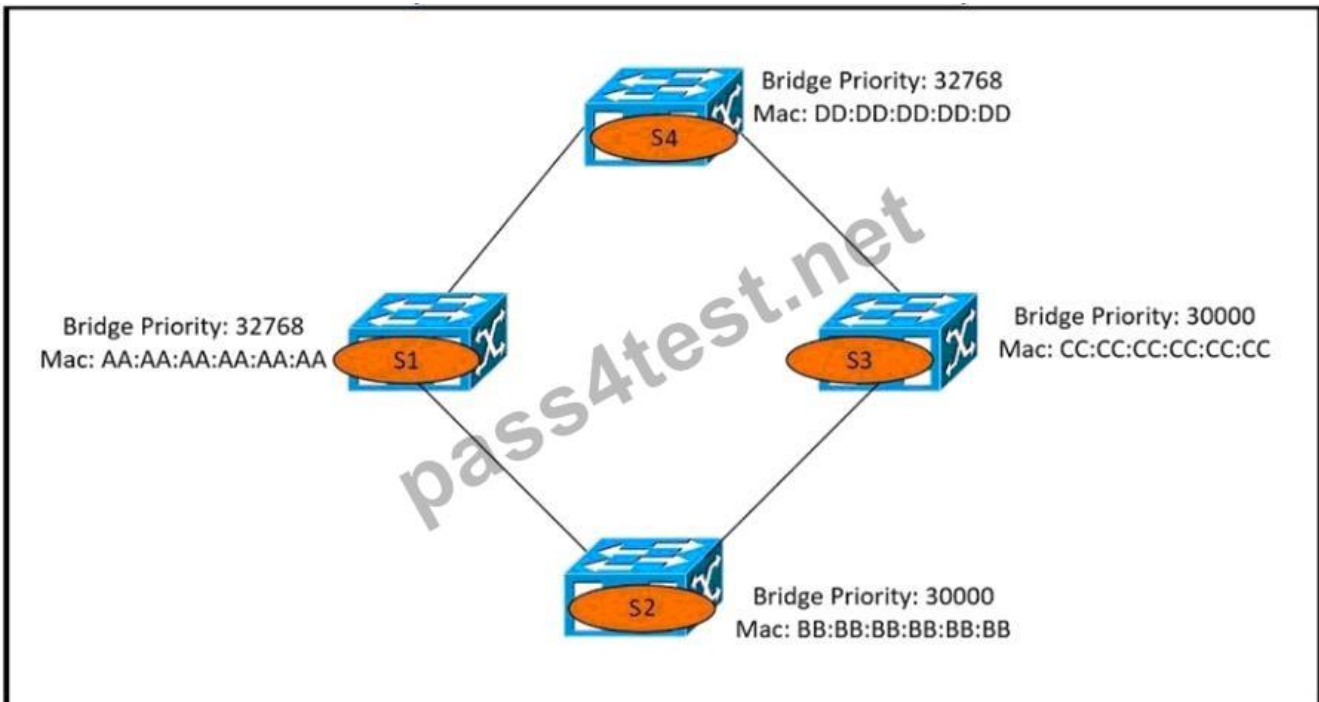 Bridge Priority: 32768
Mac: DD:DD:DD:DD:DD
S4
Bridge Priority: 32768
Mac: AA:AA:AA:AA:AA:AA
S1
Bridge Priority: 30000
Mac: CC:CC:CC:CC:CC:CC
S3
pass4test.net
S2
Bridge Priority: 30000
Mac: BB:BB:BB:BB:BB:BB